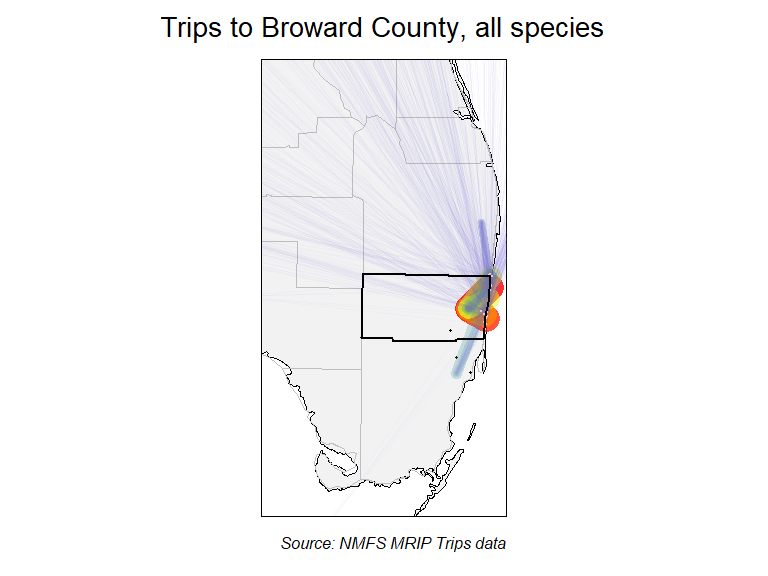 Trips to Broward County, all species
Source: NMFS MRIP Trips data